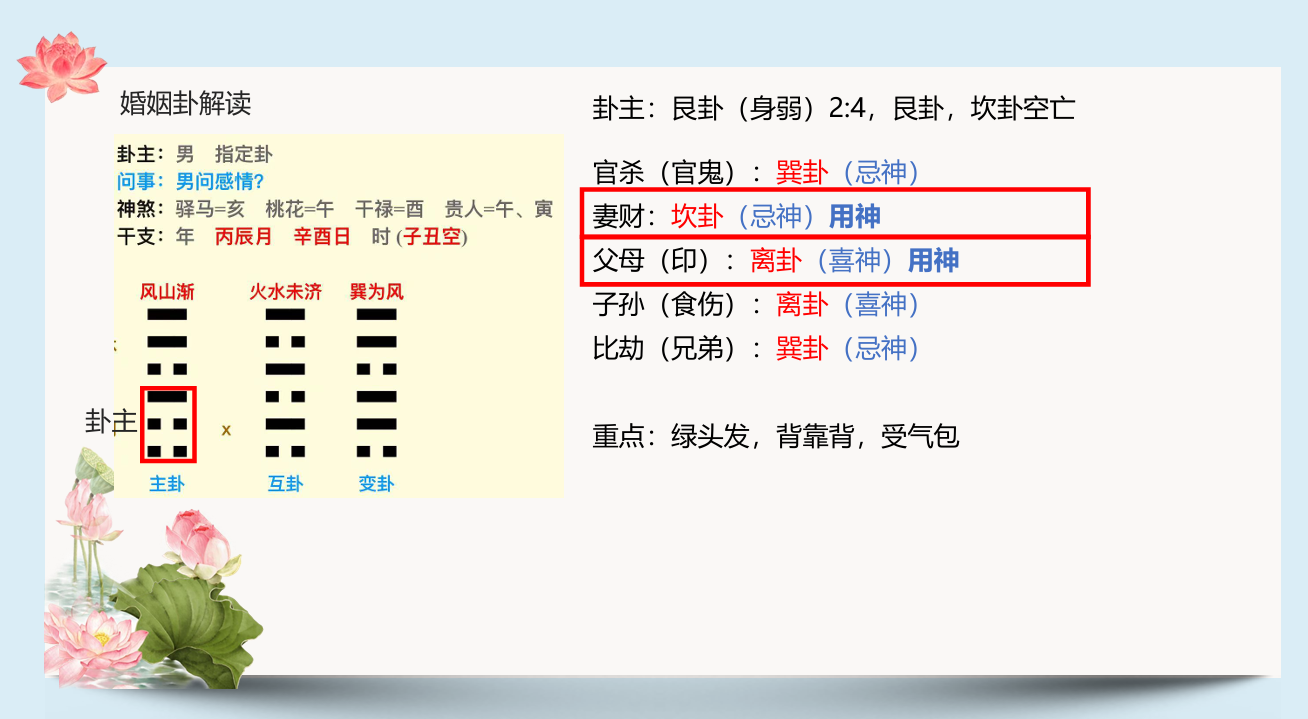 婚姻卦解读
卦主：男 指定卦
问事：男问感情?
神煞：驿马=亥 桃花=午 干禄=酉 贵人=午、寅
干支：年 丙辰月 辛酉日 时 (子丑空)
风山渐 火水未济 巽为风
卦主
x
主卦 互卦 变卦
卦主：艮卦（身弱）2:4，艮卦，坎卦空亡
官杀（官鬼）：巽卦（忌神）
妻财：坎卦（忌神）用神
父母（印）：离卦（喜神）用神
子孙（食伤）：离卦（喜神）
比劫（兄弟）：巽卦（忌神）
重点：绿头发，背靠背，受气包